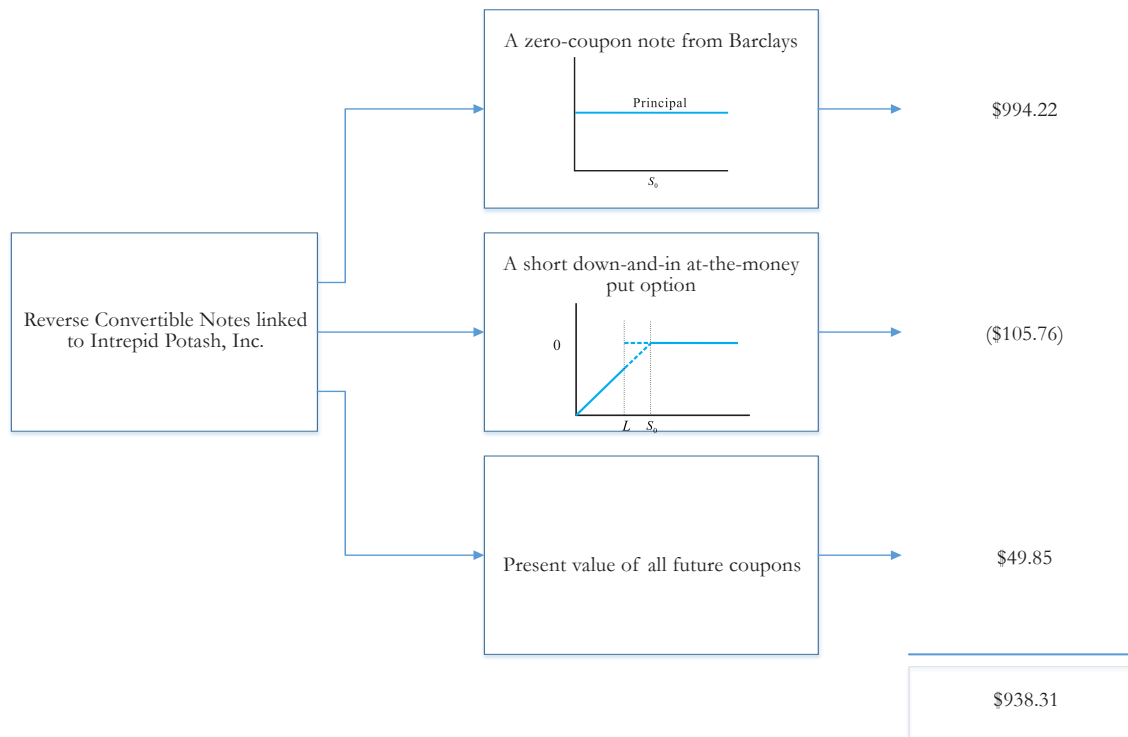 A zero-coupon note from Barclays
Principal
S₀
$994.22
Reverse Convertible Notes linked
to Intrepid Potash, Inc.
A short down-and-in at-the-money
put option
0
L
S₀
($105.76)
Present value of all future coupons
$49.85
$938.31